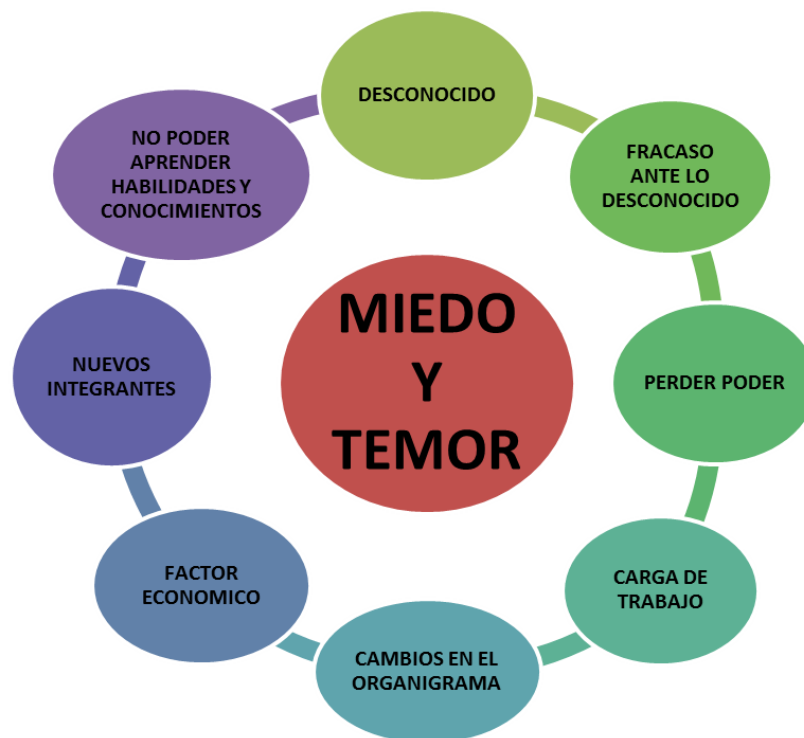 DESCONOCIDO
FRACASO
ANTE LO
DESCONOCIDO
PERDER PODER
CARGA DE
TRABAJO
CAMBIOS EN EL
ORGANIGRAMA
FACTOR
ECONOMICO
NUEVOS
INTEGRANTES
NO PODER
APRENDER
HABILIDADES Y
CONOCIMIENTOS
MIEDO
Y
TEMOR